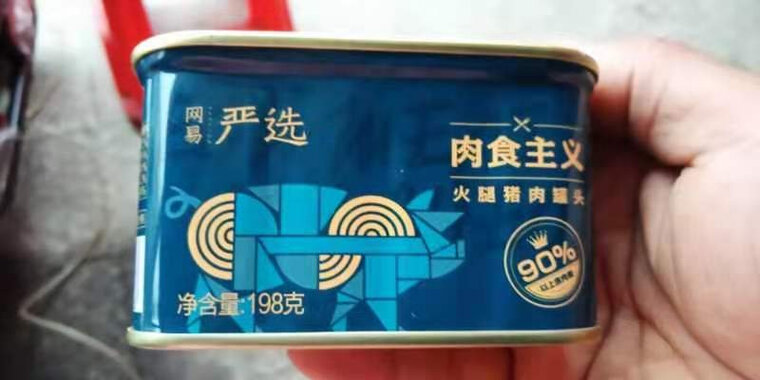 网易
严选
×
肉食主义
火腿猪肉罐头
90%
净含量:198克